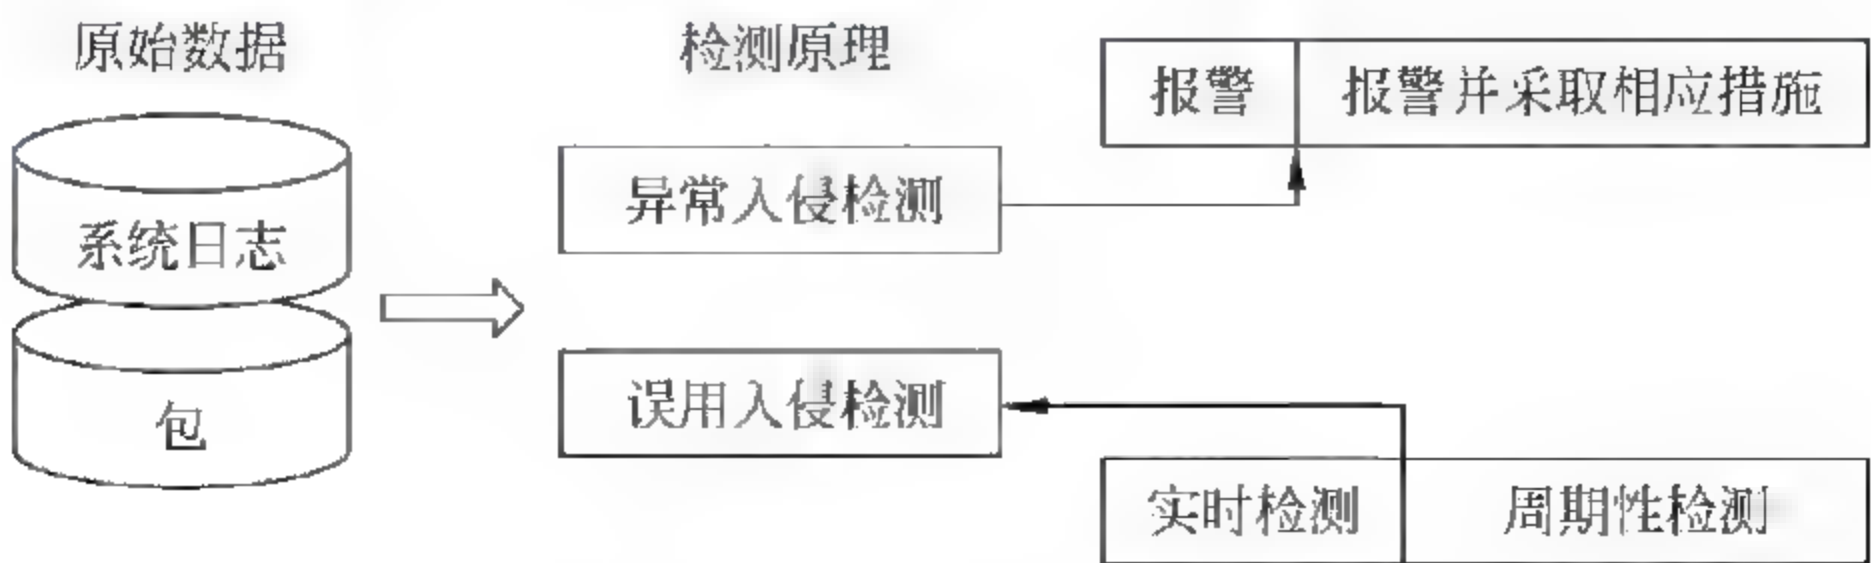 原始数据
检测原理
报警
报警并采取相应措施
异常入侵检测
系统日志
误用入侵检测
包
实时检测
周期性检测